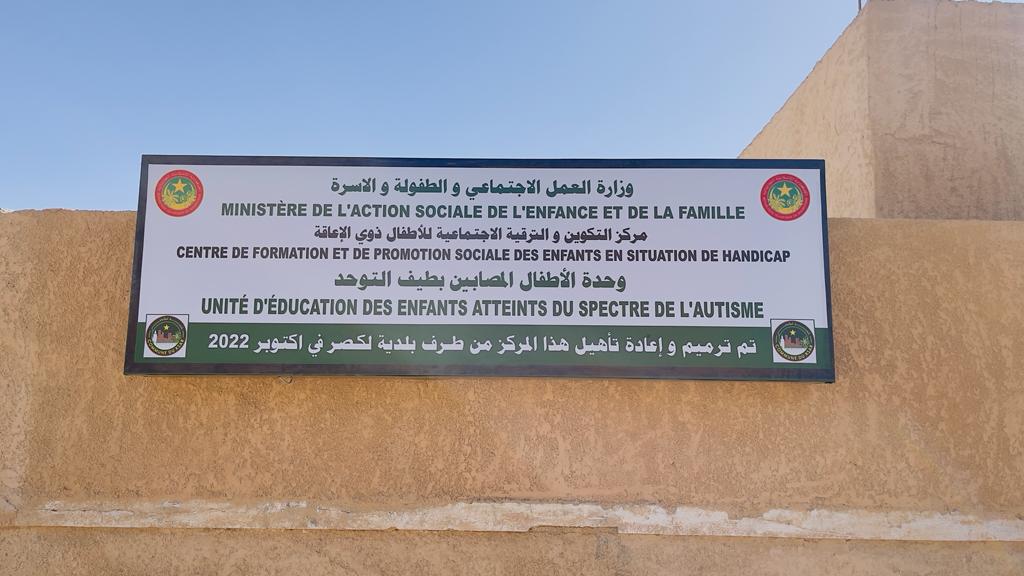 وزارة العمل الاجتماعي و الطفولة و الاسرة
MINISTÈRE DE L'ACTION SOCIALE DE L'ENFANCE ET DE LA FAMILLE
مركز التكوين و الترقية الاجتماعية للأطفال ذوي الإعاقة
CENTRE DE FORMATION ET DE PROMOTION SOCIALE DES ENFANTS EN SITUATION DE HANDICAP
وحدة الأطفال المصابين بطيف التوحد
UNITÉ D'ÉDUCATION DES ENFANTS ATTEINTS DU SPECTRE DE L'AUTISME
تم ترميم و إعادة تأهيل هذا المركز من طرف بلدية لكصر في اكتوبر 2022